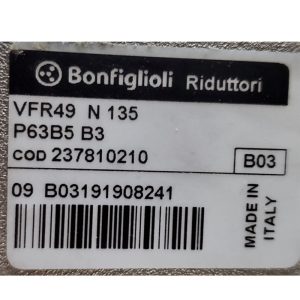 Bonfiglioli Riduttori
VFR49 N 135
P63B5 B3
COD 237810210
B03
09 B03191908241
MADE IN
ITALY